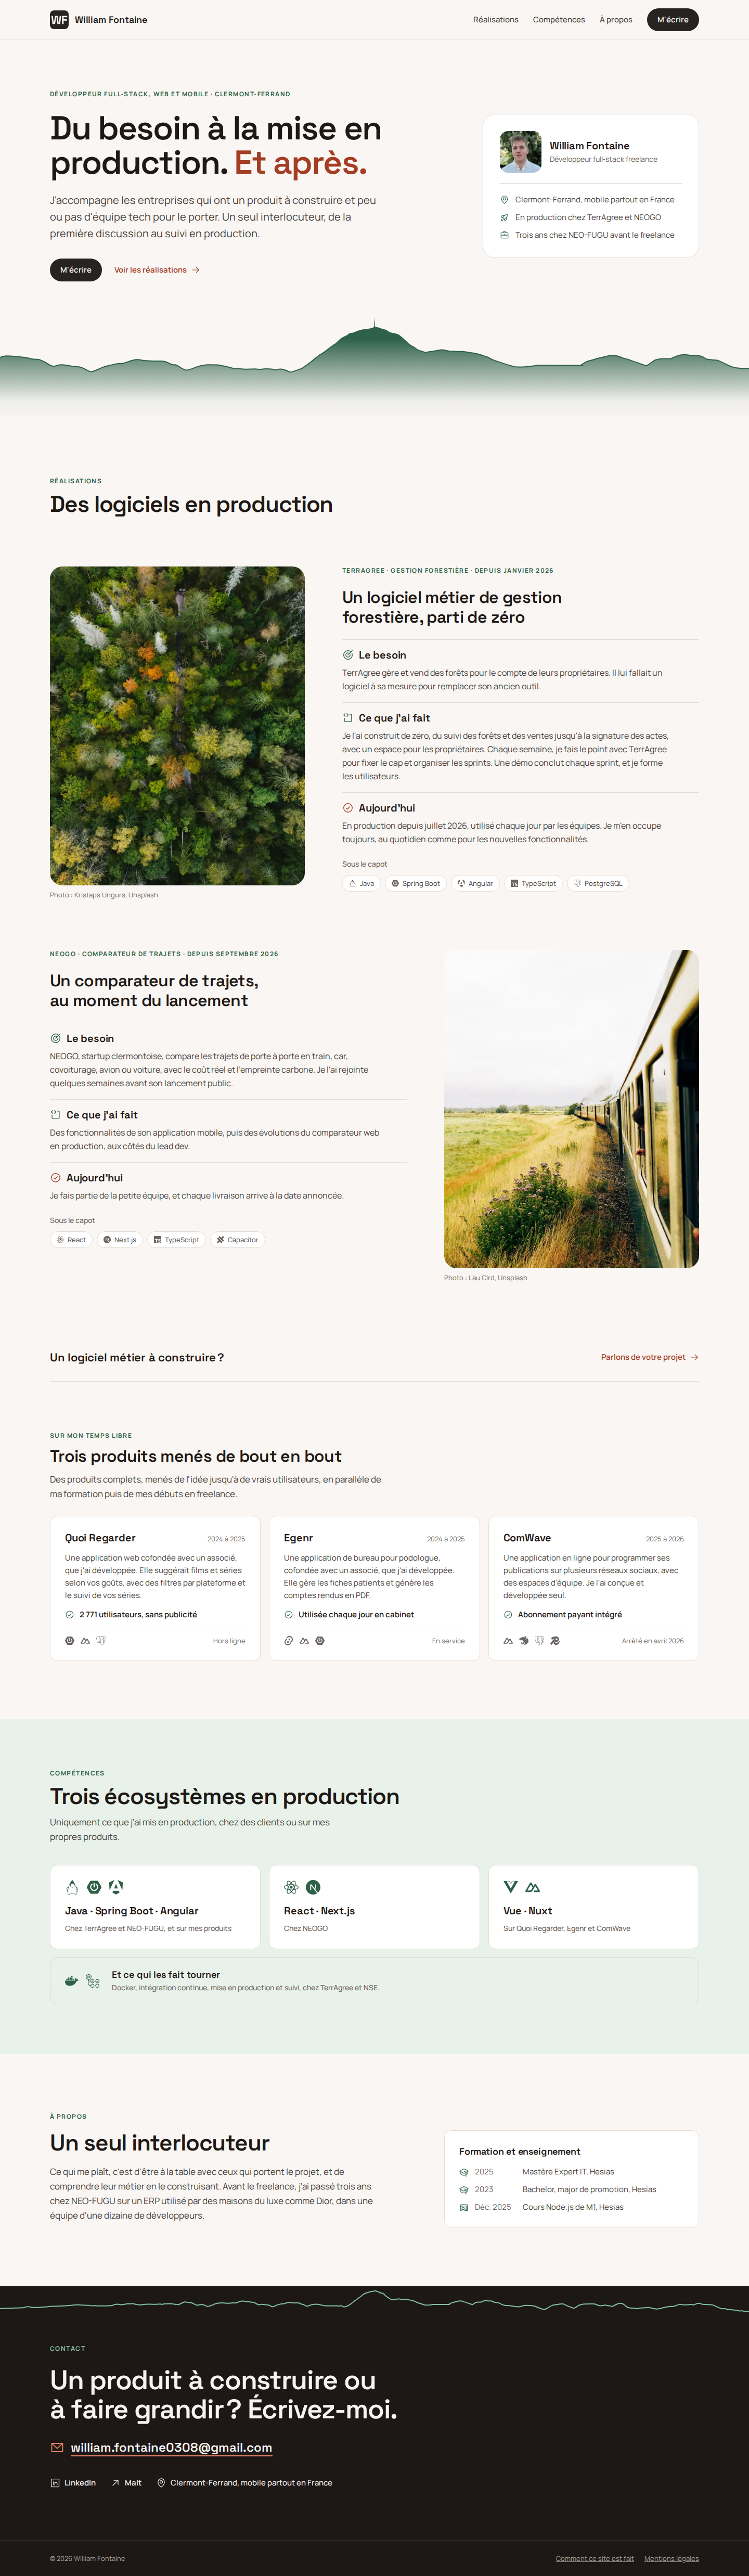 WF William Fontaine
Réalisations Compétences À propos M'écrire
DÉVELOPPEUR FULL-STACK, WEB ET MOBILE · CLERMONT-FERRAND
Du besoin à la mise en
production. Et après.
J'accompagne les entreprises qui ont un produit à construire et peu
ou pas d'équipe tech pour le porter. Un seul interlocuteur, de la
première discussion au suivi en production.
M'écrire Voir les réalisations →
William Fontaine
Développeur full-stack freelance
Clermont-Ferrand, mobile partout en France
En production chez TerrAgree et NEOGO
Trois ans chez NEO-FUGU avant le freelance
RÉALISATIONS
Des logiciels en production
TERRAGREE · GESTION FORESTIÈRE · DEPUIS JANVIER 2026
Un logiciel métier de gestion
forestière, parti de zéro
Le besoin
TerrAgree gère et vend des forêts pour le compte de leurs propriétaires. Il lui fallait un
logiciel à sa mesure pour remplacer son ancien outil.
Ce que j'ai fait
Je l'ai construit de zéro, du suivi des forêts et des ventes jusqu'à la signature des actes,
avec un espace pour les propriétaires. Chaque semaine, je fais le point avec TerrAgree
pour fixer le cap et organiser les sprints. Une démo conclut chaque sprint, et je forme
les utilisateurs.
Aujourd'hui
En production depuis juillet 2026, utilisé chaque jour par les équipes. Je m'en occupe
toujours, au quotidien comme pour les nouvelles fonctionnalités.
Sous le capot
Java Spring Boot Angular TypeScript PostgreSQL
Photo : Kristaps Ungurs, Unsplash
NEOGO · COMPARATEUR DE TRAJETS · DEPUIS SEPTEMBRE 2026
Un comparateur de trajets,
au moment du lancement
Le besoin
NEOGO, startup clermontoise, compare les trajets de porte à porte en train, car,
covoiturage, avion ou voiture, avec le coût réel et l'empreinte carbone. Je l'ai rejointe
quelques semaines avant son lancement public.
Ce que j'ai fait
Des fonctionnalités de son application mobile, puis des évolutions du comparateur web
en production, aux côtés du lead dev.
Aujourd'hui
Je fais partie de la petite équipe, et chaque livraison arrive à la date annoncée.
Sous le capot
React Next.js TypeScript Capacitor
Photo : Lau Clrd, Unsplash
Un logiciel métier à construire ?
Parlons de votre projet →
SUR MON TEMPS LIBRE
Trois produits menés de bout en bout
Des produits complets, menés de l'idée jusqu'à de vrais utilisateurs, en parallèle de
ma formation puis de mes débuts en freelance.
Quoi Regarder 2024 à 2025
Une application web cofondée avec un associé,
que j'ai développée. Elle suggérait films et séries
selon vos goûts, avec des filtres par plateforme et
le suivi de vos séries.
2 771 utilisateurs, sans publicité
Hors ligne
Egenr 2024 à 2025
Une application de bureau pour podologue,
cofondée avec un associé, que j'ai développée.
Elle gère les fiches patients et génère les
comptes rendus en PDF.
Utilisée chaque jour en cabinet
En service
ComWave 2025 à 2026
Une application en ligne pour programmer ses
publications sur plusieurs réseaux sociaux, avec
des espaces d'équipe. Je l'ai conçue et
développée seul.
Abonnement payant intégré
Arrêté en avril 2026
COMPÉTENCES
Trois écosystèmes en production
Uniquement ce que j'ai mis en production, chez des clients ou sur mes
propres produits.
Java · Spring Boot · Angular
Chez TerrAgree et NEO-FUGU, et sur mes produits
React · Next.js
Chez NEOGO
Vue · Nuxt
Sur Quoi Regarder, Egenr et ComWave
Et ce qui les fait tourner
Docker, intégration continue, mise en production et suivi, chez TerrAgree et NSE.
À PROPOS
Un seul interlocuteur
Ce qui me plaît, c'est d'être à la table avec ceux qui portent le projet, et de
comprendre leur métier en le construisant. Avant le freelance, j'ai passé trois ans
chez NEO-FUGU sur un ERP utilisé par des maisons du luxe comme Dior, dans une
équipe d'une dizaine de développeurs.
Formation et enseignement
2025 Mastère Expert IT, Hesias
2023 Bachelor, major de promotion, Hesias
Déc. 2025 Cours Node.js de M1, Hesias
CONTACT
Un produit à construire ou
à faire grandir ? Écrivez-moi.
william.fontaine0308@gmail.com
LinkedIn Malt Clermont-Ferrand, mobile partout en France
© 2026 William Fontaine
Comment ce site est fait Mentions légales